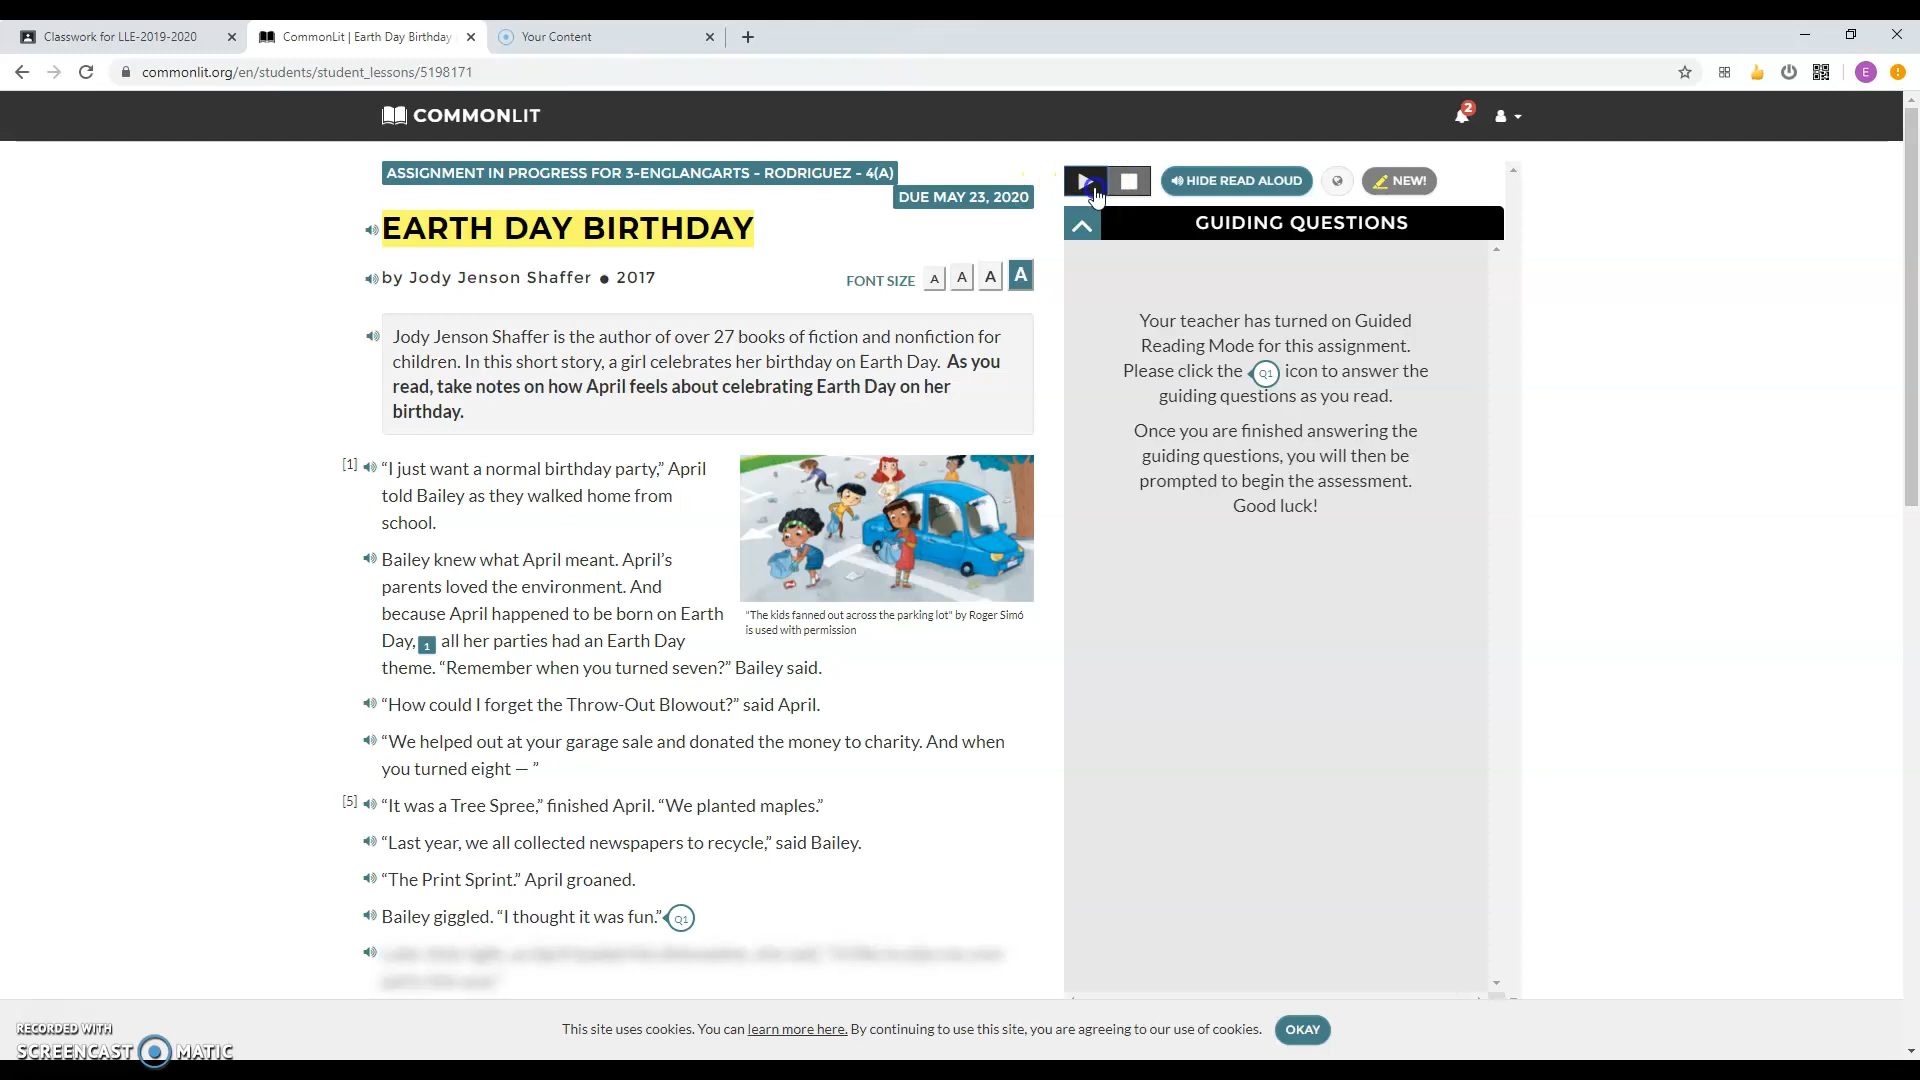 Classwork for LLE-2019-2020
CommonLit | Earth Day Birthday
Your Content
commonlit.org/en/students/student_lessons/5198171
E
COMMONLIT
2
ASSIGNMENT IN PROGRESS FOR 3-ENGLANGARTS - RODRIGUEZ - 4(A)
DUE MAY 23, 2020
EARTH DAY BIRTHDAY
by Jody Jenson Shaffer ● 2017
FONT SIZE A A A A
Jody Jenson Shaffer is the author of over 27 books of fiction and nonfiction for
children. In this short story, a girl celebrates her birthday on Earth Day. As you
read, take notes on how April feels about celebrating Earth Day on her
birthday.
[1] “I just want a normal birthday party,” April
told Bailey as they walked home from
school.
Bailey knew what April meant. April’s
parents loved the environment. And
because April happened to be born on Earth
Day, 1 all her parties had an Earth Day
theme. “Remember when you turned seven?” Bailey said.
"The kids fanned out across the parking lot" by Roger Simó
is used with permission
“How could I forget the Throw-Out Blowout?” said April.
“We helped out at your garage sale and donated the money to charity. And when
you turned eight — ”
[5] “It was a Tree Spree,” finished April. “We planted maples.”
“Last year, we all collected newspapers to recycle,” said Bailey.
“The Print Sprint.” April groaned.
Bailey giggled. “I thought it was fun.” Q1
HIDE READ ALOUD
NEW!
GUIDING QUESTIONS
Your teacher has turned on Guided
Reading Mode for this assignment.
Please click the Q1 icon to answer the
guiding questions as you read.
Once you are finished answering the
guiding questions, you will then be
prompted to begin the assessment.
Good luck!
This site uses cookies. You can learn more here. By continuing to use this site, you are agreeing to our use of cookies.
OKAY
RECORDED WITH
SCREENCAST MATIC